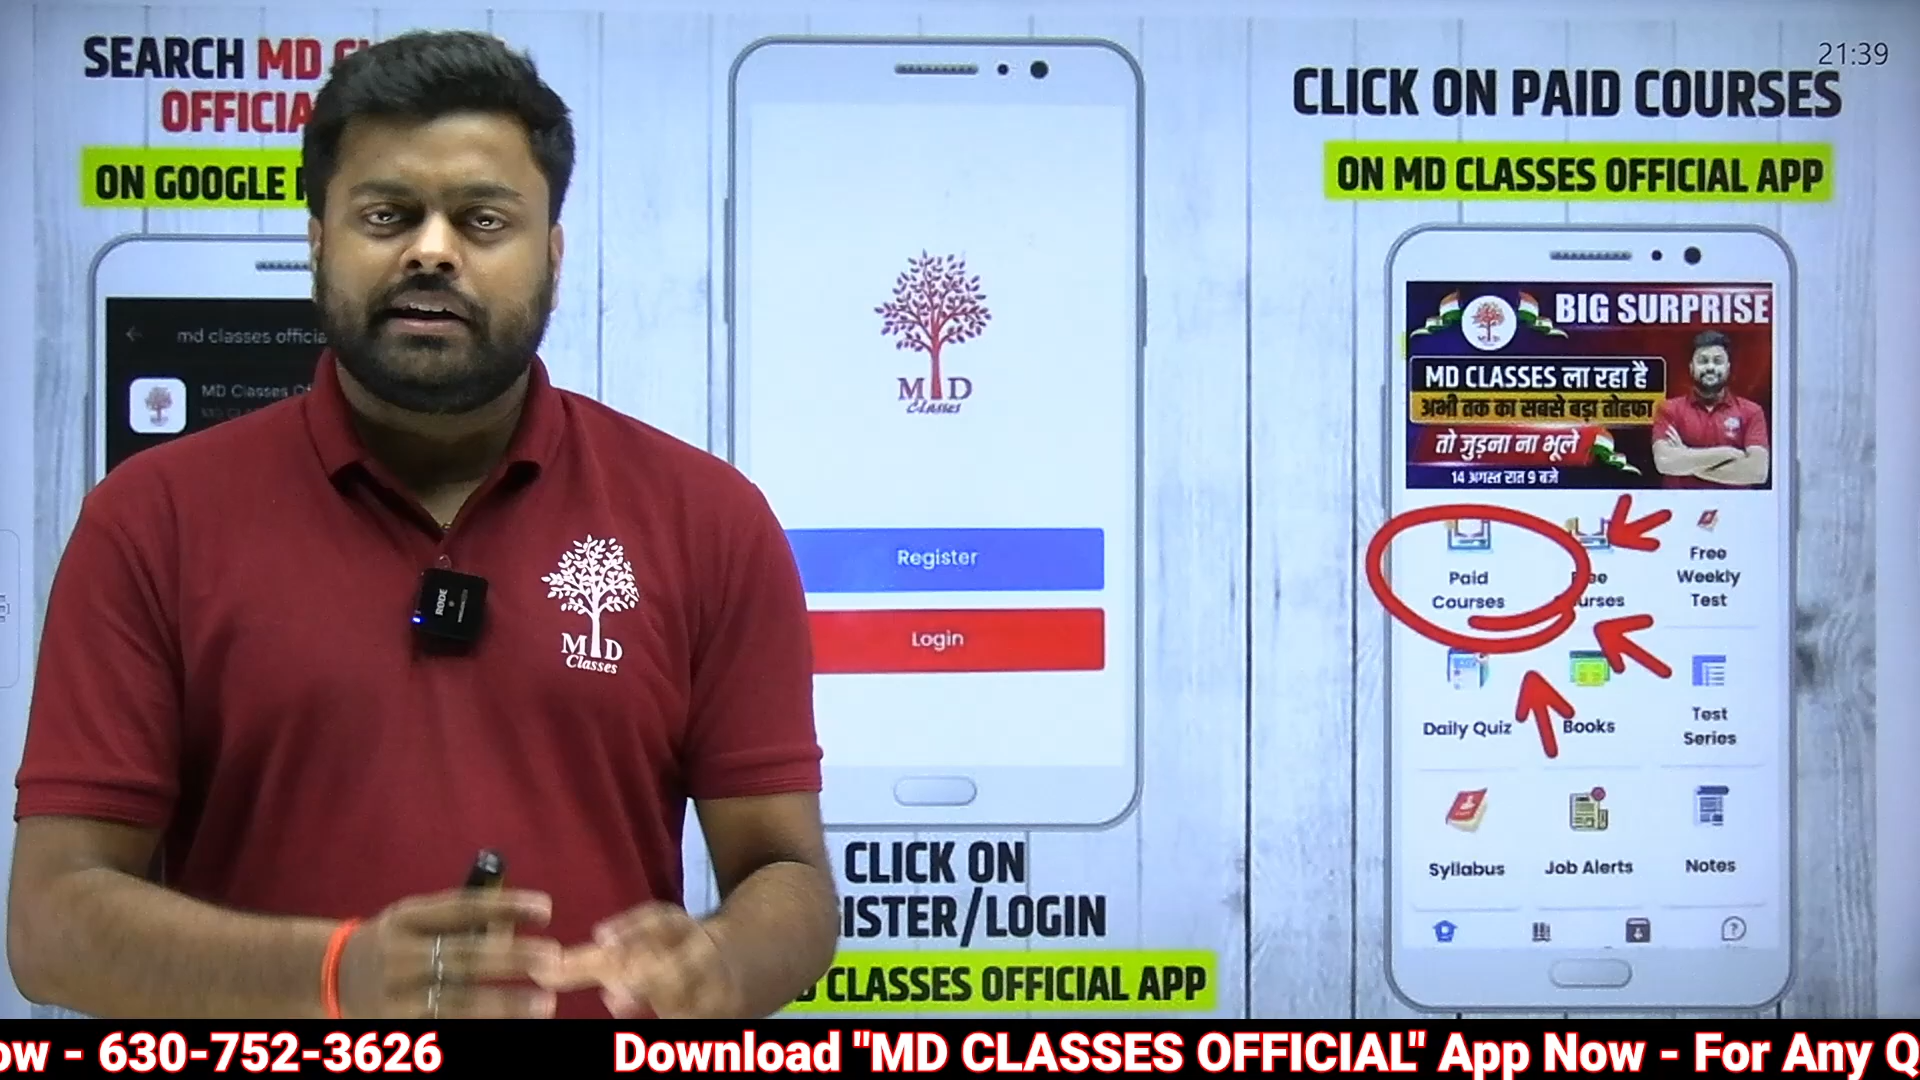 SEARCH MD
OFFICIA
ON GOOGLE
md classes officia
MD Classes Of
MD
Classes
RØDE
MD
Classes
Register
Login
CLICK ON
ISTER/LOGIN
CLASSES OFFICIAL APP
21:39
CLICK ON PAID COURSES
ON MD CLASSES OFFICIAL APP
BIG SURPRISE
MD CLASSES ला रहा है
अभी तक का सबसे बड़ा तोहफा
तो जुड़ना ना भूले
14 अगस्त रात 9 बजे
Paid
Courses
Free
Weekly
Test
Daily Quiz
Books
Test
Series
Syllabus
Job Alerts
Notes
ow - 630-752-3626 Download "MD CLASSES OFFICIAL" App Now - For Any Q